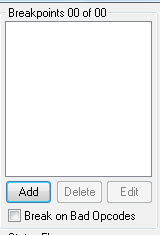 Breakpoints 00 of 00
Add
Delete
Edit
Break on Bad Opcodes